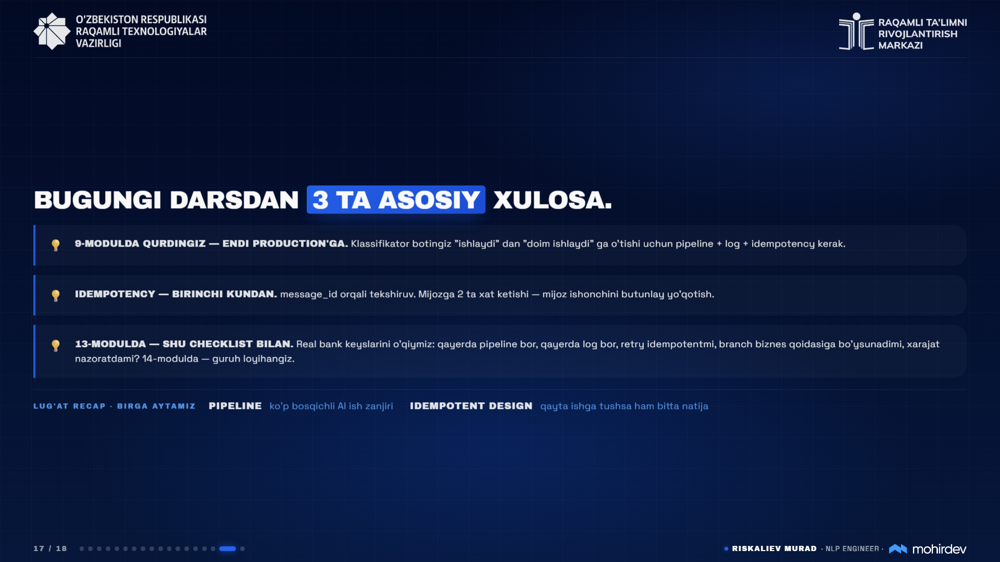 O'ZBEKISTON RESPUBLIKASI
RAQAMLI TEXNOLOGIYALAR
VAZIRLIGI
RAQAMLI TA'LIMNI
RIVOJLANTIRISH
MARKAZI
BUGUNGI DARSDAN 3 TA ASOSIY XULOSA.
9-MODULDA QURDINGIZ — ENDI PRODUCTION'GA. Klassifikator botingiz "ishlaydi" dan "doim ishlaydi" ga o'tishi uchun pipeline + log + idempotency kerak.
IDEMPOTENCY — BIRINCHI KUNDAN. message_id orqali tekshiruv. Mijozga 2 ta xat ketishi — mijoz ishonchini butunlay yo'qotish.
13-MODULDA — SHU CHECKLIST BILAN. Real bank keyslarini o'qiymiz: qayerda pipeline bor, qayerda log bor, retry idempotentmi, branch biznes qoidasiga bo'ysunadimi, xarajat
nazoratdami? 14-modulda — guruh loyihangiz.
LUG'AT RECAP · BIRGA AYTAMIZ PIPELINE ko'p bosqichli AI ish zanjiri IDEMPOTENT DESIGN qayta ishga tushsa ham bitta natija
17 / 18
RISKALIEV MURAD · NLP ENGINEER · mohirdev